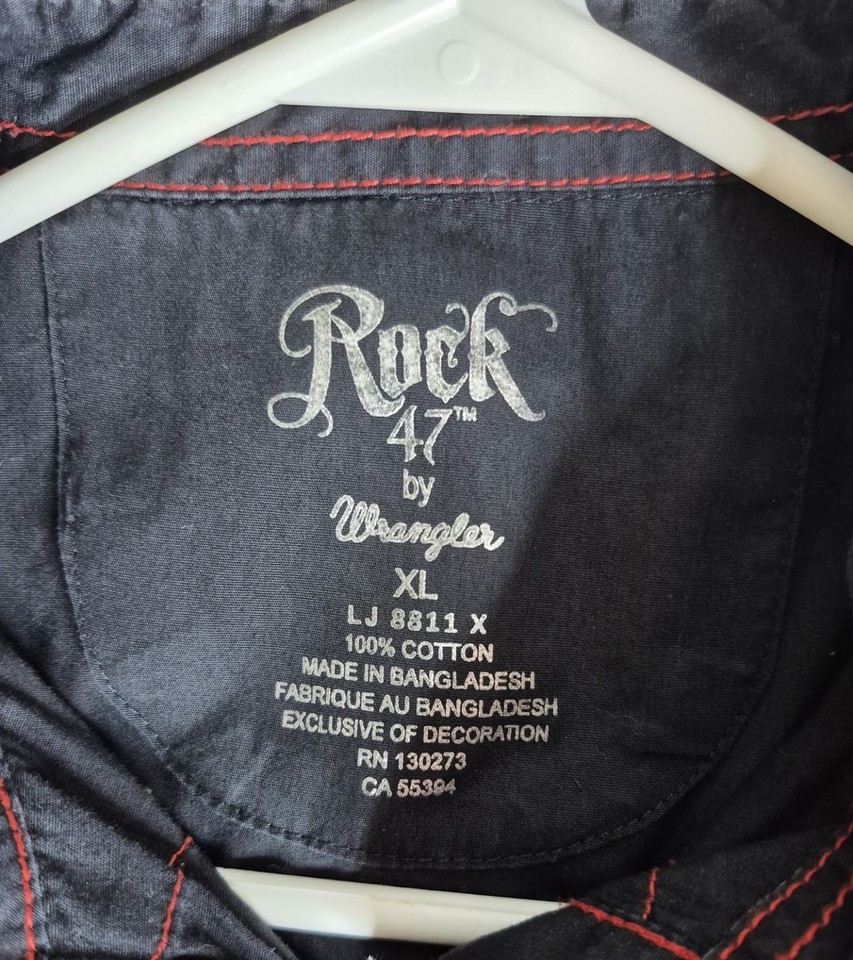 Rock
47™
by
Wrangler
XL
LJ 8811 X
100% COTTON
MADE IN BANGLADESH
FABRIQUE AU BANGLADESH
EXCLUSIVE OF DECORATION
RN 130273
CA 55394